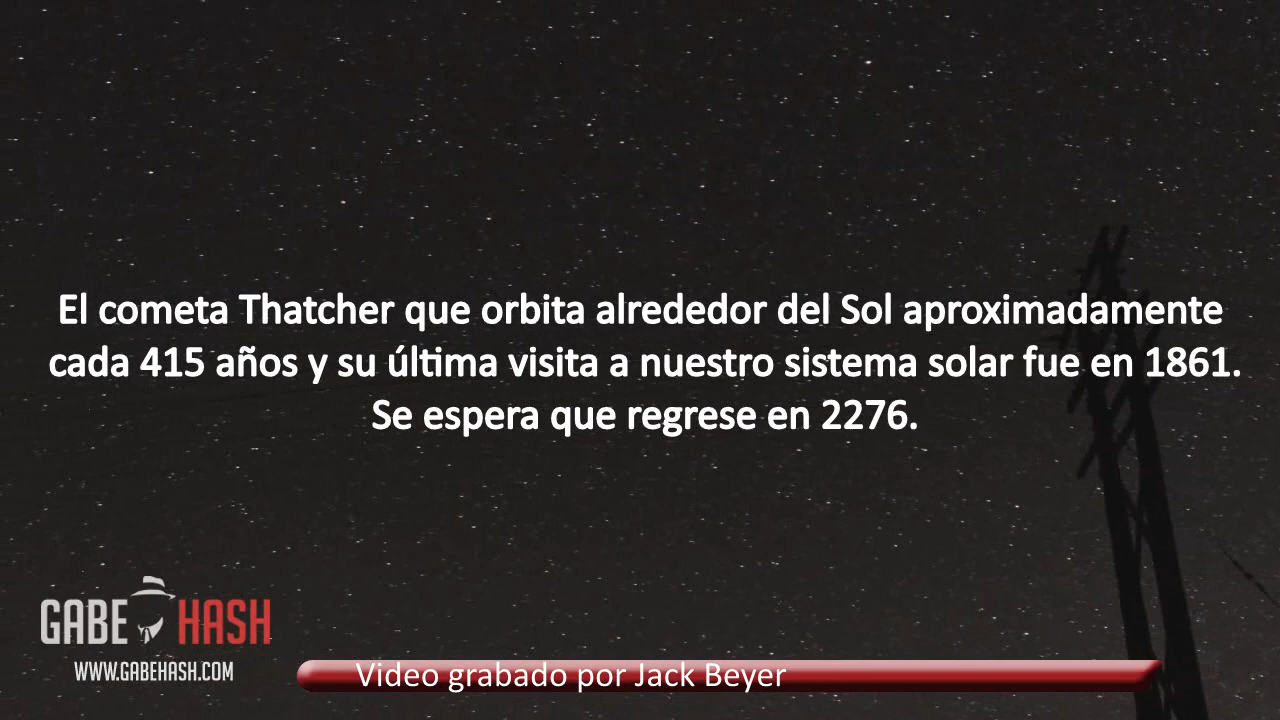 El cometa Thatcher que orbita alrededor del Sol aproximadamente
cada 415 años y su última visita a nuestro sistema solar fue en 1861.
Se espera que regrese en 2276.
GABE HASH
WWW.GABEHASH.COM
Video grabado por Jack Beyer